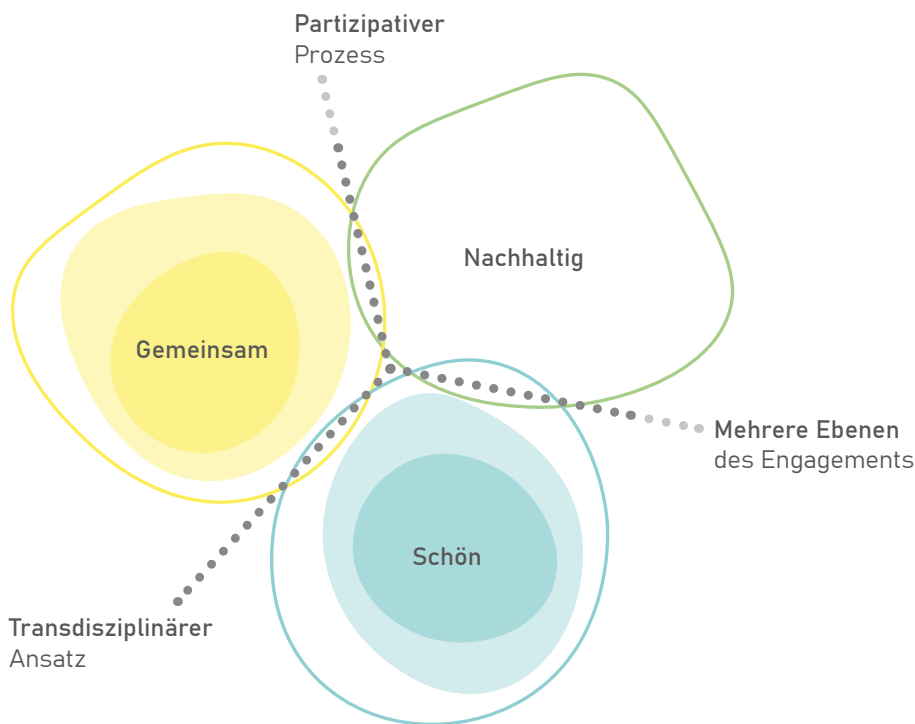 Partizipativer
Prozess
Nachhaltig
Gemeinsam
Mehrere Ebenen
des Engagements
Schön
Transdisziplinärer
Ansatz